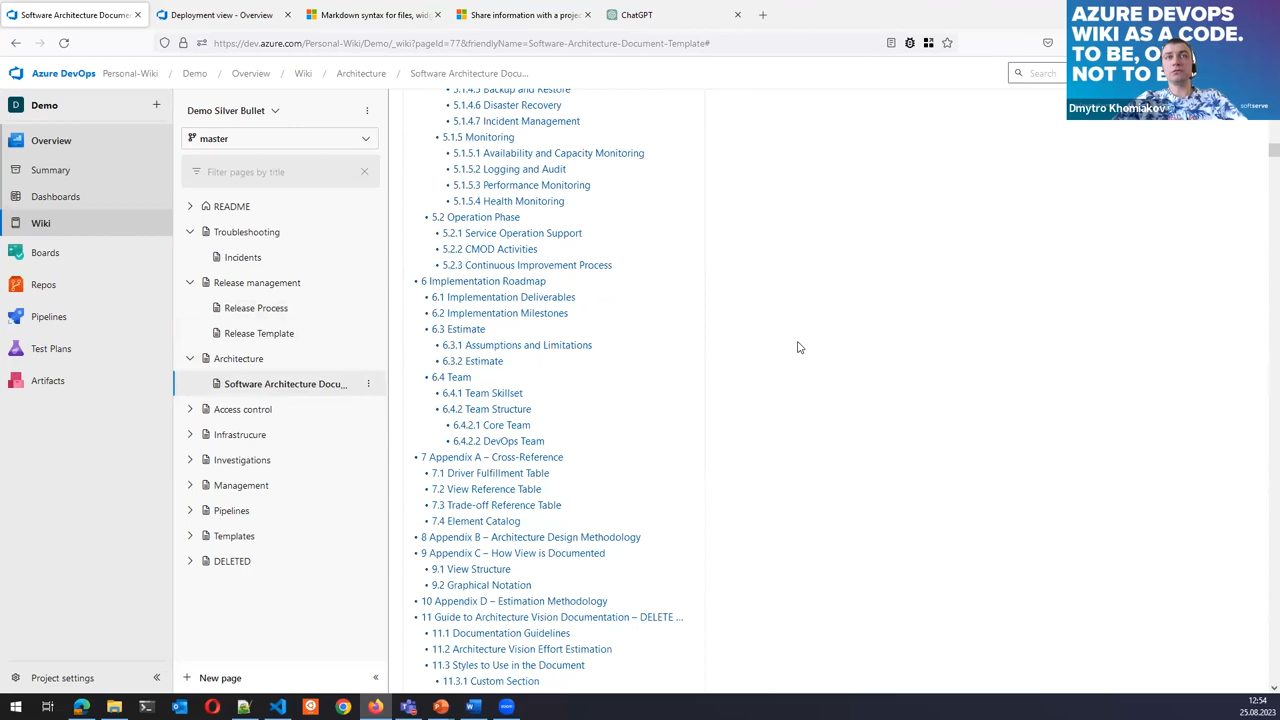 Software Architecture Documen
Deployment view - Overview
Markdown syntax for files, widg
Share information with a projec
ChatGPT
https://dev.azure.com/Personal-Wiki/Demo/_wiki?pageId=77&friendlyName=Software-Architecture-Document-Template#
Azure DevOps Personal-Wiki / Demo / Overview / Wiki / Architecture / Software Architecture Docu...
Search
AZURE DEVOPS
WIKI AS A CODE.
TO BE, O
NOT TO BE
Dmytro Khomiakov
softserve
D Demo
Overview
Summary
Dashboards
Wiki
Boards
Repos
Pipelines
Test Plans
Artifacts
Project settings
Demo Silver Bullet
master
Filter pages by title
README
Troubleshooting
Incidents
Release management
Release Process
Release Template
Architecture
Software Architecture Docu...
Access control
Infrastrucure
Investigations
Management
Pipelines
Templates
DELETED
New page
5.1.4.5 Backup and Restore
5.1.4.6 Disaster Recovery
5.1.4.7 Incident Management
5.1.5 Monitoring
5.1.5.1 Availability and Capacity Monitoring
5.1.5.2 Logging and Audit
5.1.5.3 Performance Monitoring
5.1.5.4 Health Monitoring
5.2 Operation Phase
5.2.1 Service Operation Support
5.2.2 CMOD Activities
5.2.3 Continuous Improvement Process
6 Implementation Roadmap
6.1 Implementation Deliverables
6.2 Implementation Milestones
6.3 Estimate
6.3.1 Assumptions and Limitations
6.3.2 Estimate
6.4 Team
6.4.1 Team Skillset
6.4.2 Team Structure
6.4.2.1 Core Team
6.4.2.2 DevOps Team
7 Appendix A – Cross-Reference
7.1 Driver Fulfillment Table
7.2 View Reference Table
7.3 Trade-off Reference Table
7.4 Element Catalog
8 Appendix B – Architecture Design Methodology
9 Appendix C – How View is Documented
9.1 View Structure
9.2 Graphical Notation
10 Appendix D – Estimation Methodology
11 Guide to Architecture Vision Documentation – DELETE ...
11.1 Documentation Guidelines
11.2 Architecture Vision Effort Estimation
11.3 Styles to Use in the Document
11.3.1 Custom Section
12:54
25.08.2023